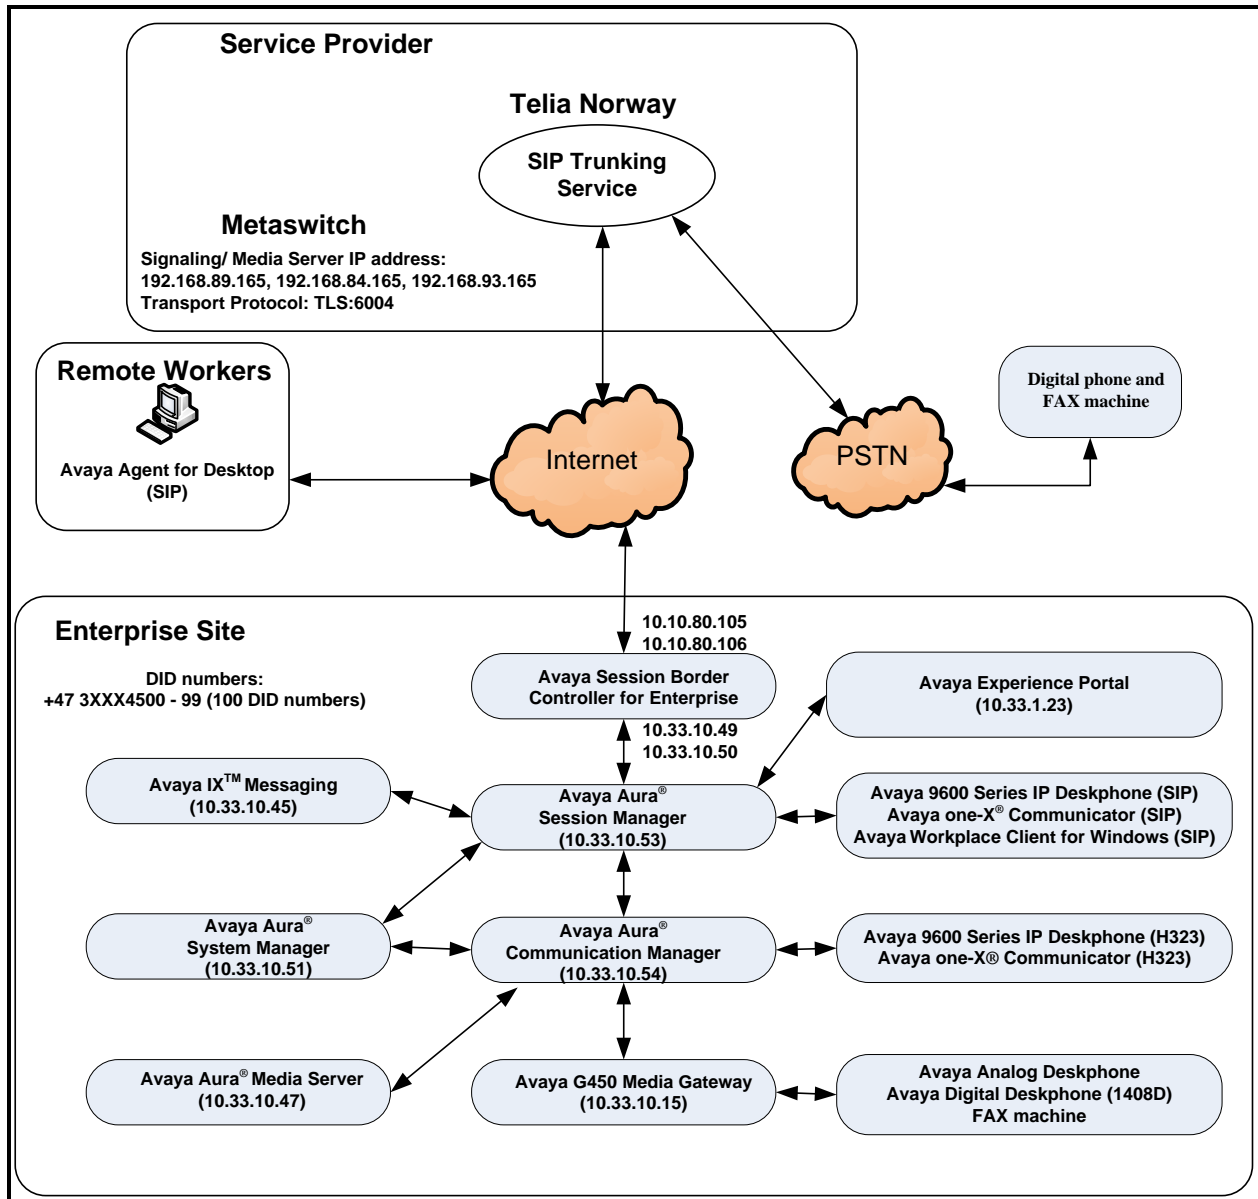 Service Provider
Telia Norway
SIP Trunking
Service
Metaswitch
Signaling/ Media Server IP address:
192.168.89.165, 192.168.84.165, 192.168.93.165
Transport Protocol: TLS:6004
Remote Workers
Avaya Agent for Desktop
(SIP)
Internet
PSTN
Digital phone and
FAX machine
Enterprise Site
DID numbers:
+47 3XXX4500 - 99 (100 DID numbers)
10.10.80.105
10.10.80.106
Avaya Session Border
Controller for Enterprise
10.33.10.49
10.33.10.50
Avaya Experience Portal
(10.33.1.23)
Avaya IX™ Messaging
(10.33.10.45)
Avaya Aura®
Session Manager
(10.33.10.53)
Avaya 9600 Series IP Deskphone (SIP)
Avaya one-X® Communicator (SIP)
Avaya Workplace Client for Windows (SIP)
Avaya Aura®
System Manager
(10.33.10.51)
Avaya Aura®
Communication Manager
(10.33.10.54)
Avaya 9600 Series IP Deskphone (H323)
Avaya one-X® Communicator (H323)
Avaya Aura® Media Server
(10.33.10.47)
Avaya G450 Media Gateway
(10.33.10.15)
Avaya Analog Deskphone
Avaya Digital Deskphone (1408D)
FAX machine